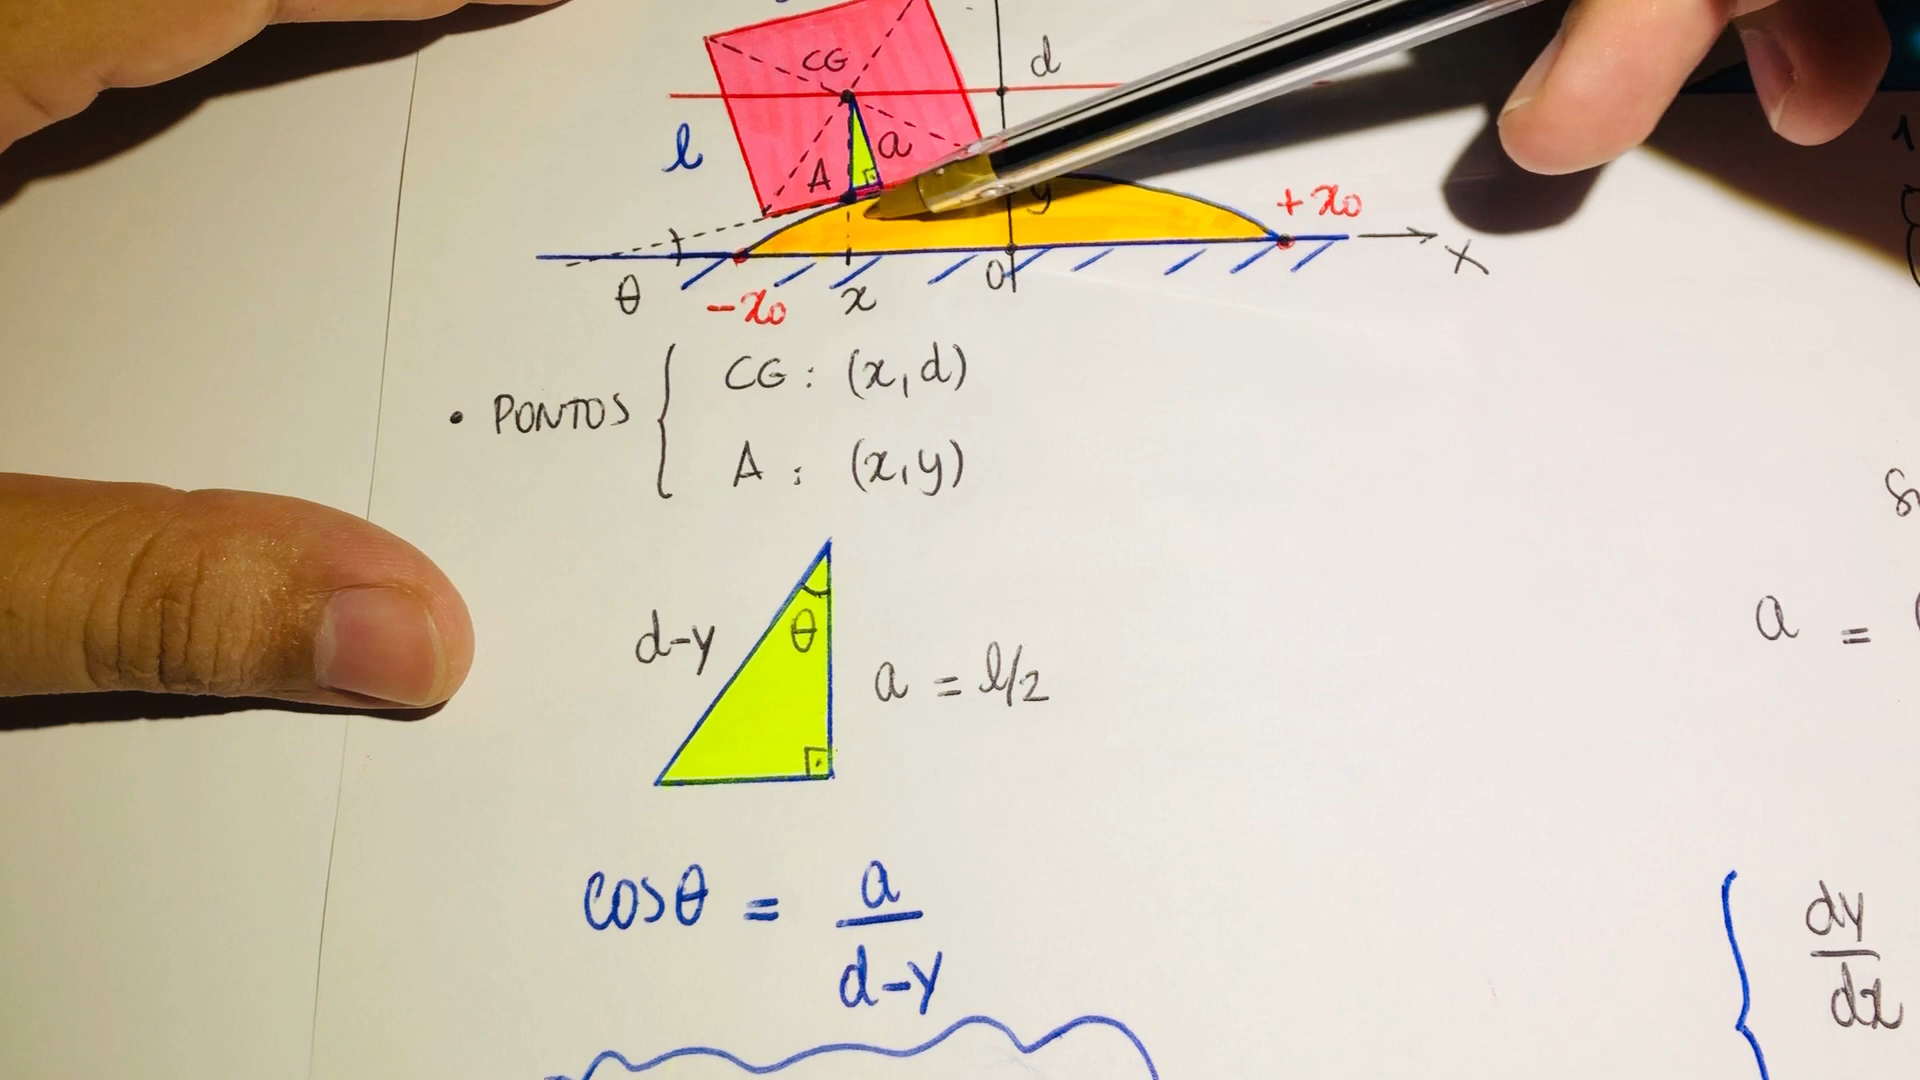 d
CG
l
a
A
y
+x₀
θ
-x₀
x
0
X
• PONTOS { CG : (x, d)
A : (x, y)
d-y
θ
a = l/2
a =
cosθ = a/(d-y)
dy/dx